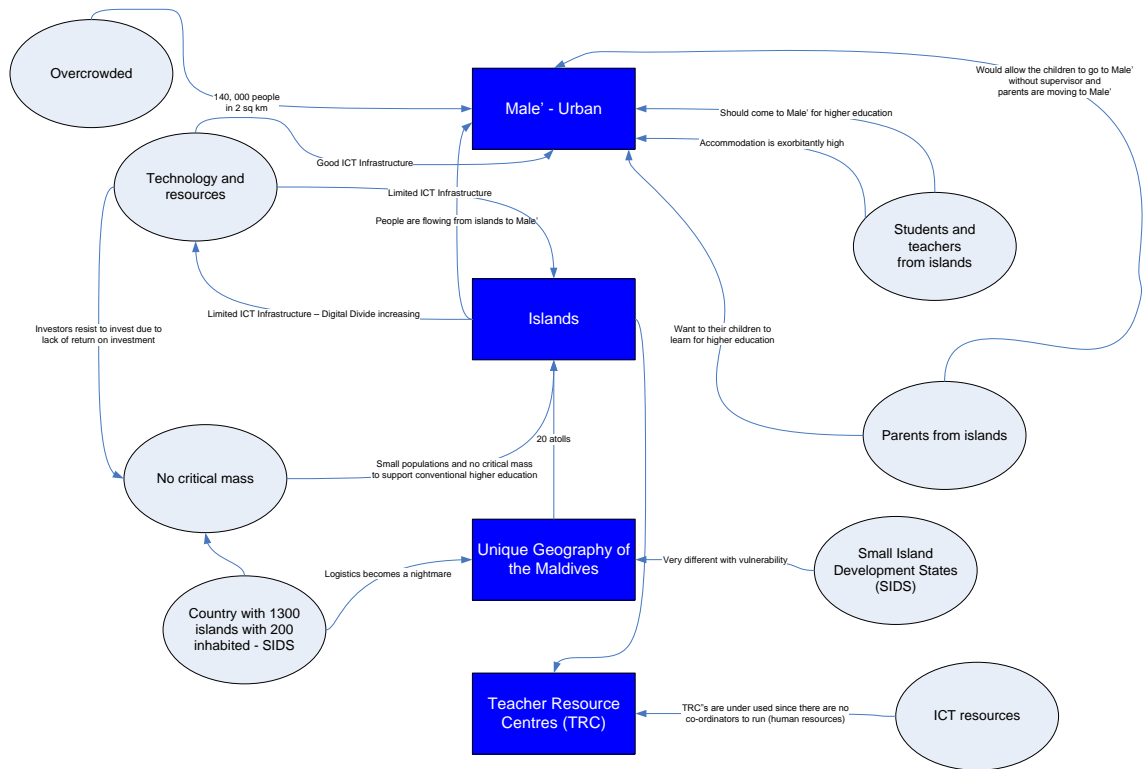 Overcrowded
140, 000 people
in 2 sq km
Male’ - Urban
Would allow the children to go to Male’
without supervisor and
parents are moving to Male’
Should come to Male’ for higher education
Accommodation is exorbitantly high
Good ICT Infrastructure
Technology and
resources
Limited ICT Infrastructure
People are flowing from islands to Male’
Students and
teachers
from islands
Islands
Limited ICT Infrastructure – Digital Divide increasing
Investors resist to invest due to
lack of return on investment
Want to their children to
learn for higher education
Parents from islands
20 atolls
No critical mass
Small populations and no critical mass
to support conventional higher education
Unique Geography of
the Maldives
Very different with vulnerability
Small Island
Development States
(SIDS)
Logistics becomes a nightmare
Country with 1300
islands with 200
inhabited - SIDS
Teacher Resource
Centres (TRC)
TRC”s are under used since there are no
co-ordinators to run (human resources)
ICT resources